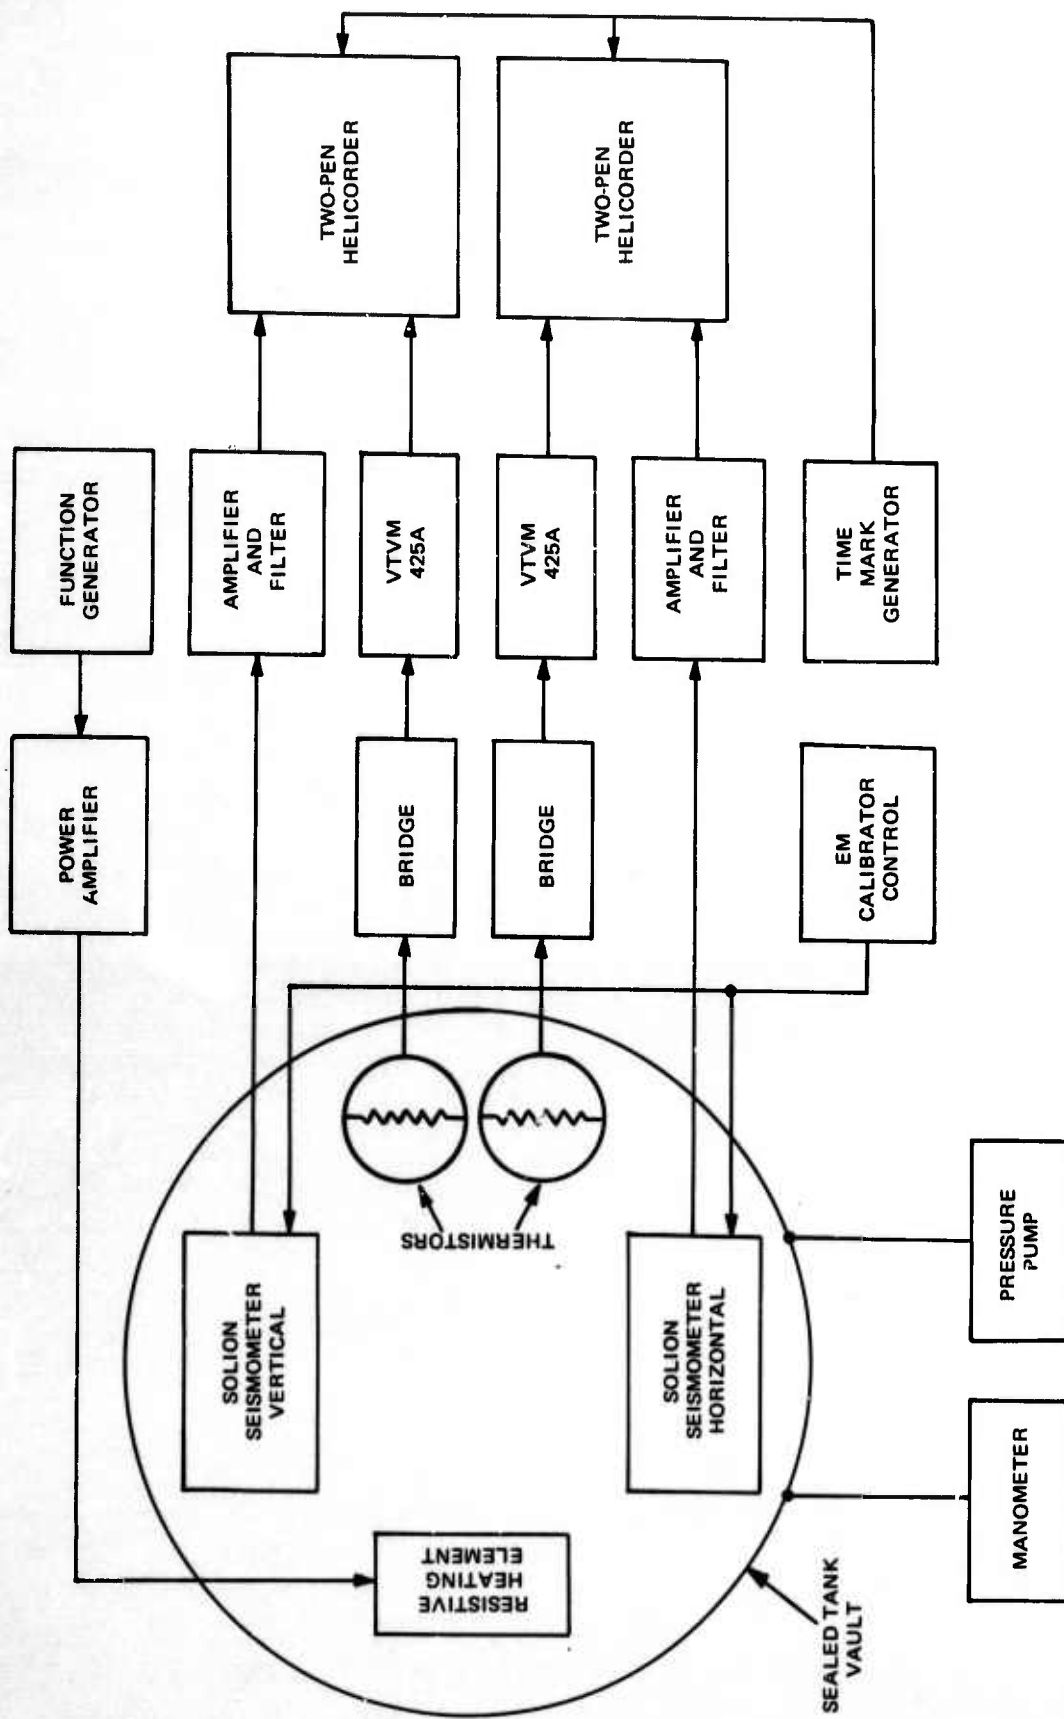 FUNCTION
GENERATOR
POWER
AMPLIFIER
AMPLIFIER
AND
FILTER
TWO-PEN
HELICORDER
VTVM
425A
BRIDGE
VTVM
425A
BRIDGE
TWO-PEN
HELICORDER
AMPLIFIER
AND
FILTER
TIME
MARK
GENERATOR
EM
CALIBRATOR
CONTROL
SOLION
SEISMOMETER
VERTICAL
THERMISTORS
RESISTIVE
HEATING
ELEMENT
SOLION
SEISMOMETER
HORIZONTAL
SEALED TANK
VAULT
MANOMETER
PRESSURE
PUMP